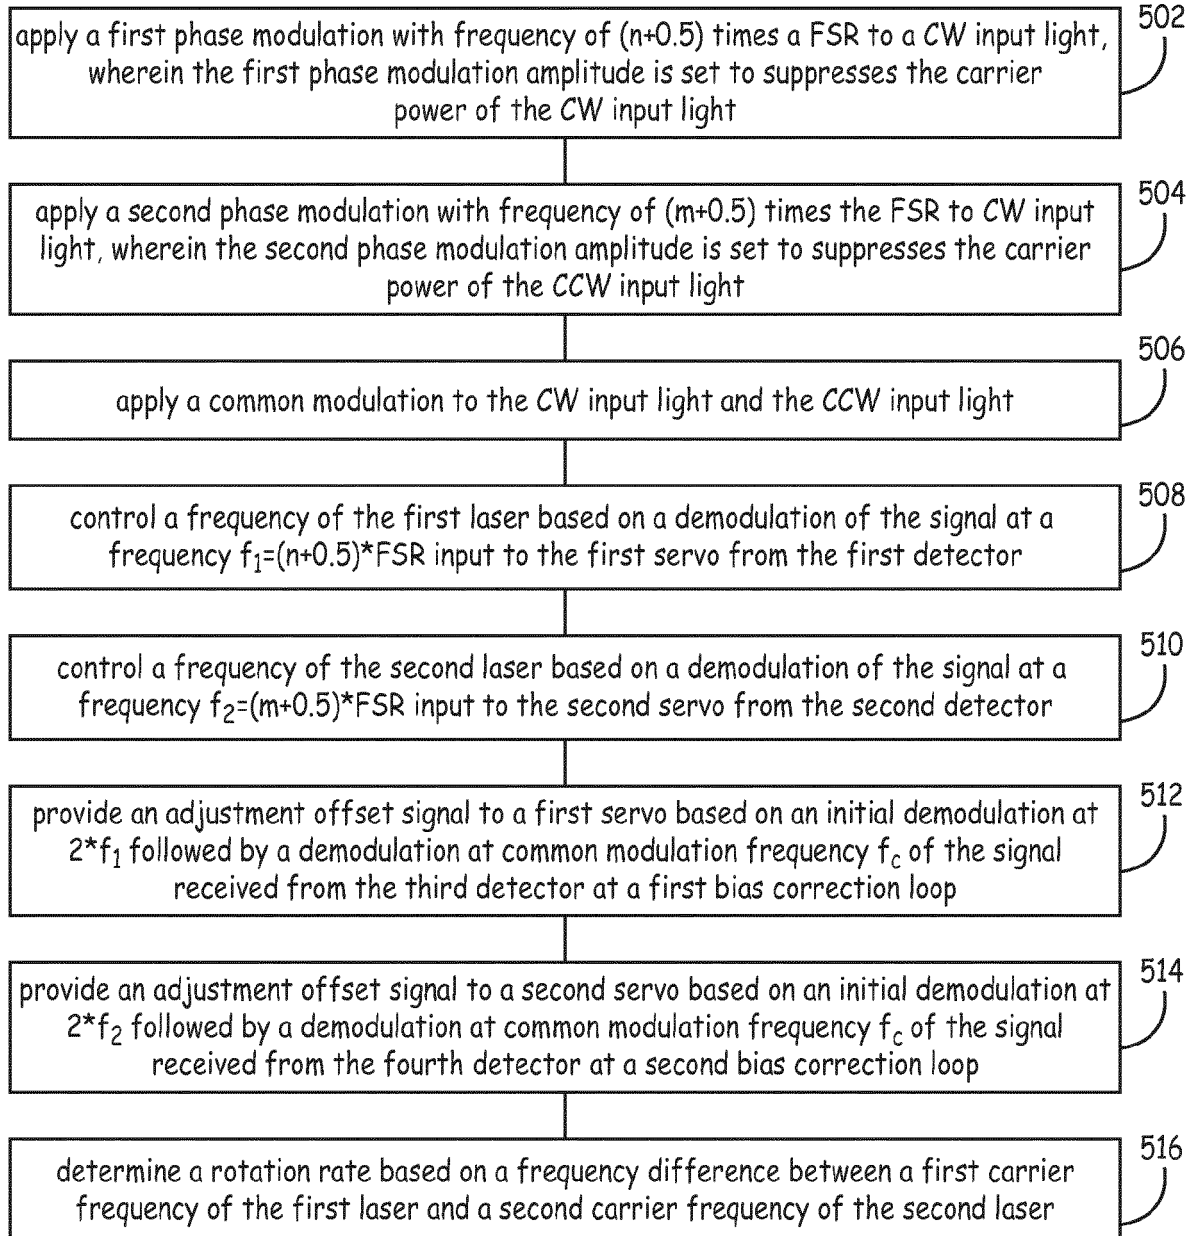 502
apply a first phase modulation with frequency of (n+0.5) times a FSR to a CW input light,
wherein the first phase modulation amplitude is set to suppresses the carrier
power of the CW input light
504
apply a second phase modulation with frequency of (m+0.5) times the FSR to CW input
light, wherein the second phase modulation amplitude is set to suppresses the carrier
power of the CCW input light
506
apply a common modulation to the CW input light and the CCW input light
508
control a frequency of the first laser based on a demodulation of the signal at a
frequency f₁=(n+0.5)*FSR input to the first servo from the first detector
510
control a frequency of the second laser based on a demodulation of the signal at a
frequency f₂=(m+0.5)*FSR input to the second servo from the second detector
512
provide an adjustment offset signal to a first servo based on an initial demodulation at
2*f₁ followed by a demodulation at common modulation frequency f_c of the signal
received from the third detector at a first bias correction loop
514
provide an adjustment offset signal to a second servo based on an initial demodulation at
2*f₂ followed by a demodulation at common modulation frequency f_c of the signal
received from the fourth detector at a second bias correction loop
516
determine a rotation rate based on a frequency difference between a first carrier
frequency of the first laser and a second carrier frequency of the second laser